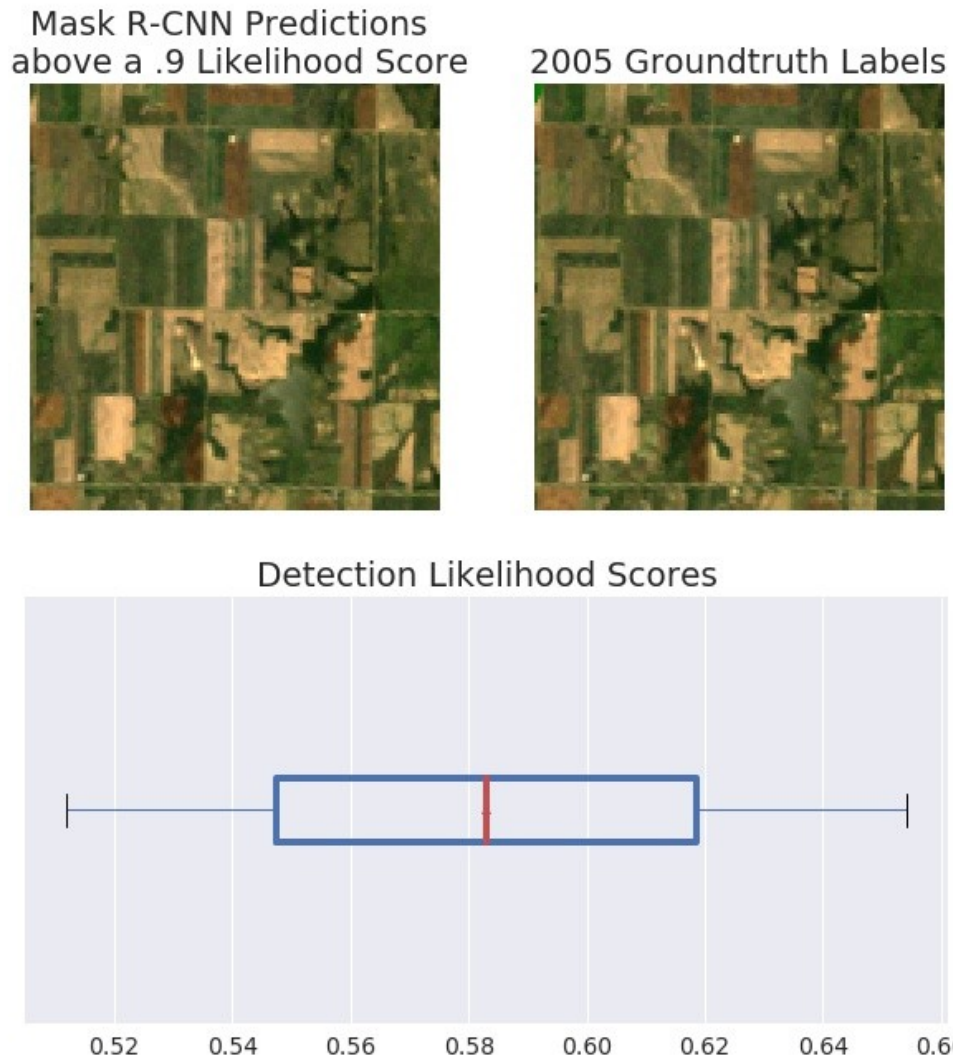 Mask R-CNN Predictions
above a .9 Likelihood Score
2005 Groundtruth Labels
Detection Likelihood Scores
0.52 0.54 0.56 0.58 0.60 0.62 0.64